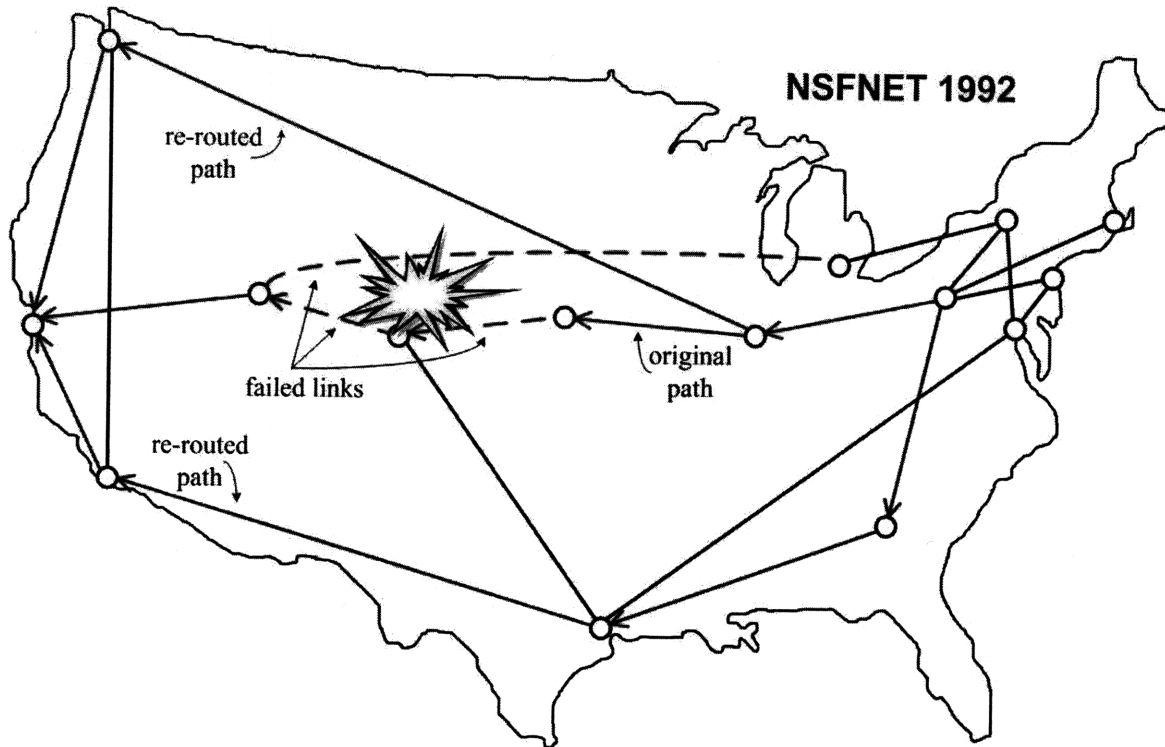 NSFNET 1992
re-routed
path
original
path
failed links
re-routed
path